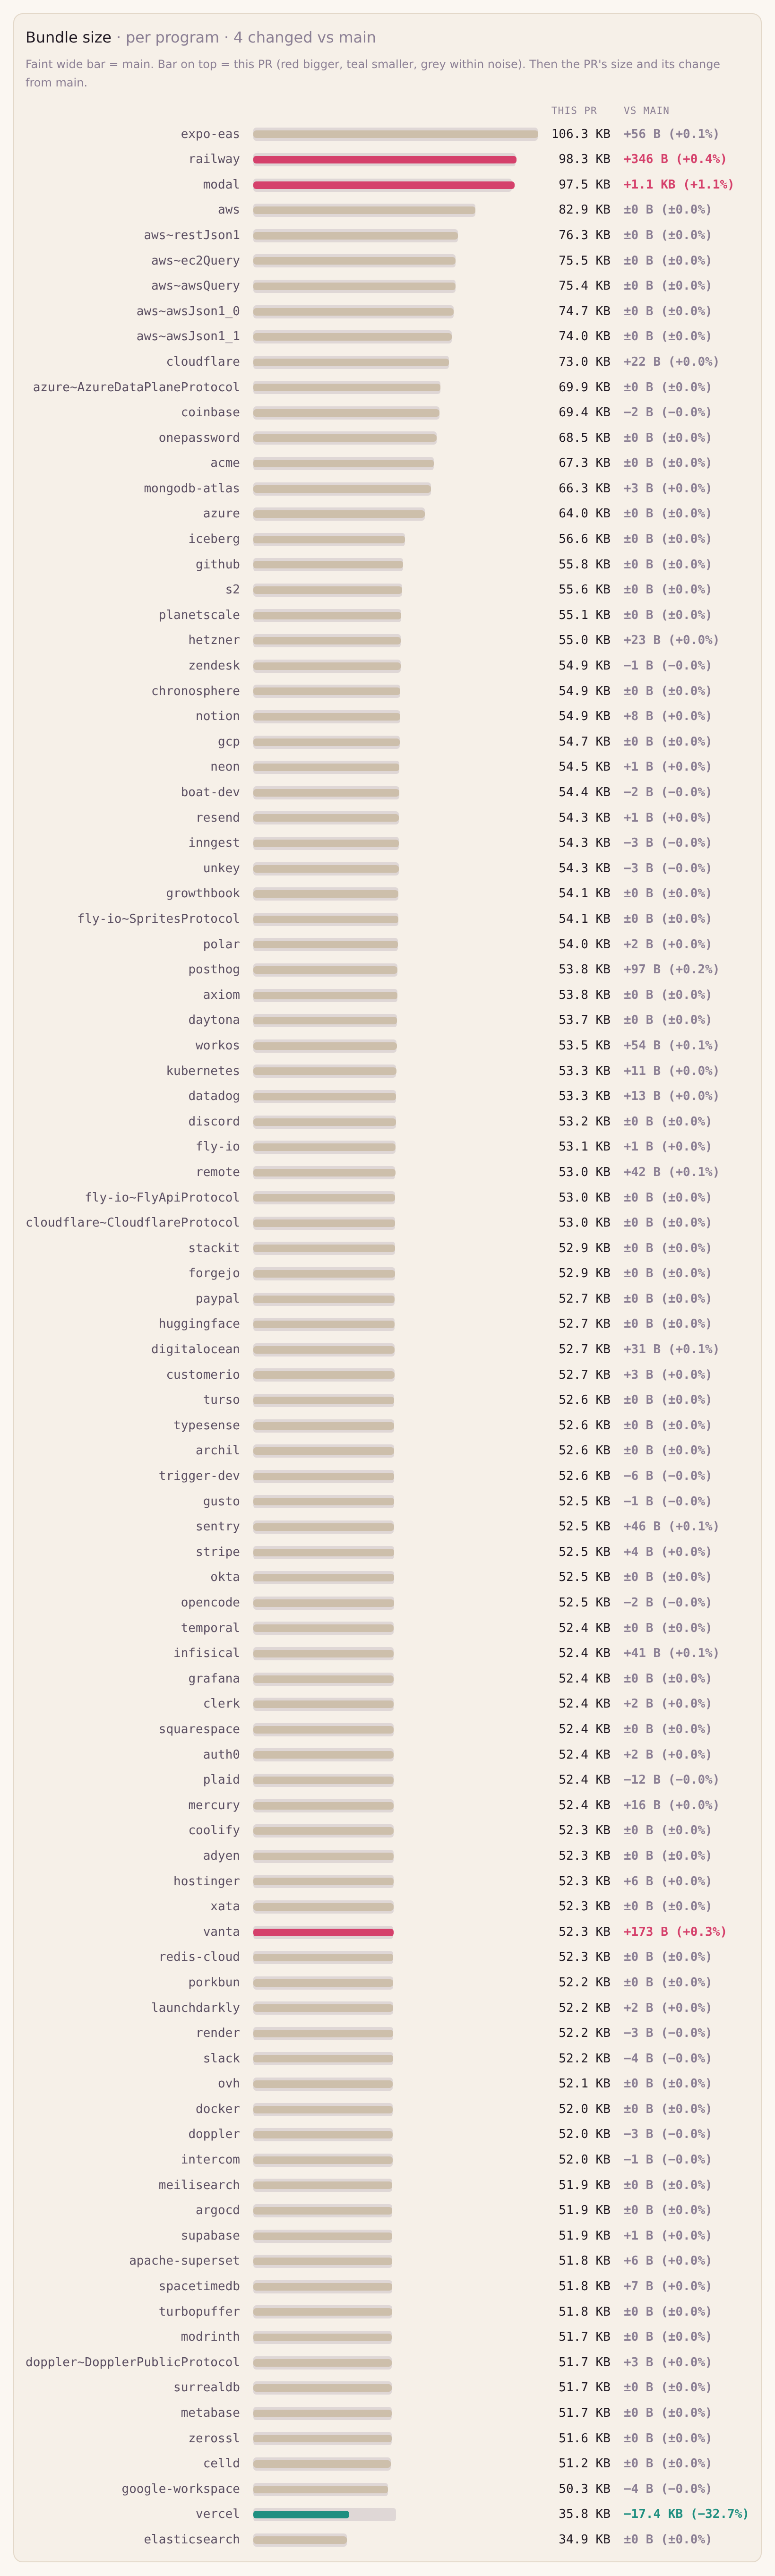 Bundle size · per program · 4 changed vs main
Faint wide bar = main. Bar on top = this PR (red bigger, teal smaller, grey within noise). Then the PR's size and its change
from main.
THIS PR VS MAIN
expo-eas 106.3 KB +56 B (+0.1%)
railway 98.3 KB +346 B (+0.4%)
modal 97.5 KB +1.1 KB (+1.1%)
aws 82.9 KB ±0 B (±0.0%)
aws~restJson1 76.3 KB ±0 B (±0.0%)
aws~ec2Query 75.5 KB ±0 B (±0.0%)
aws~awsQuery 75.4 KB ±0 B (±0.0%)
aws~awsJson1_0 74.7 KB ±0 B (±0.0%)
aws~awsJson1_1 74.0 KB ±0 B (±0.0%)
cloudflare 73.0 KB +22 B (+0.0%)
azure~AzureDataPlaneProtocol 69.9 KB ±0 B (±0.0%)
coinbase 69.4 KB −2 B (−0.0%)
onepassword 68.5 KB ±0 B (±0.0%)
acme 67.3 KB ±0 B (±0.0%)
mongodb-atlas 66.3 KB +3 B (+0.0%)
azure 64.0 KB ±0 B (±0.0%)
iceberg 56.6 KB ±0 B (±0.0%)
github 55.8 KB ±0 B (±0.0%)
s2 55.6 KB ±0 B (±0.0%)
planetscale 55.1 KB ±0 B (±0.0%)
hetzner 55.0 KB +23 B (+0.0%)
zendesk 54.9 KB −1 B (−0.0%)
chronosphere 54.9 KB ±0 B (±0.0%)
notion 54.9 KB +8 B (+0.0%)
gcp 54.7 KB ±0 B (±0.0%)
neon 54.5 KB +1 B (+0.0%)
boat-dev 54.4 KB −2 B (−0.0%)
resend 54.3 KB +1 B (+0.0%)
inngest 54.3 KB −3 B (−0.0%)
unkey 54.3 KB −3 B (−0.0%)
growthbook 54.1 KB ±0 B (±0.0%)
fly-io~SpritesProtocol 54.1 KB ±0 B (±0.0%)
polar 54.0 KB +2 B (+0.0%)
posthog 53.8 KB +97 B (+0.2%)
axiom 53.8 KB ±0 B (±0.0%)
daytona 53.7 KB ±0 B (±0.0%)
workos 53.5 KB +54 B (+0.1%)
kubernetes 53.3 KB +11 B (+0.0%)
datadog 53.3 KB +13 B (+0.0%)
discord 53.2 KB ±0 B (±0.0%)
fly-io 53.1 KB +1 B (+0.0%)
remote 53.0 KB +42 B (+0.1%)
fly-io~FlyApiProtocol 53.0 KB ±0 B (±0.0%)
cloudflare~CloudflareProtocol 53.0 KB ±0 B (±0.0%)
stackit 52.9 KB ±0 B (±0.0%)
forgejo 52.9 KB ±0 B (±0.0%)
paypal 52.7 KB ±0 B (±0.0%)
huggingface 52.7 KB ±0 B (±0.0%)
digitalocean 52.7 KB +31 B (+0.1%)
customerio 52.7 KB +3 B (+0.0%)
turso 52.6 KB ±0 B (±0.0%)
typesense 52.6 KB ±0 B (±0.0%)
archil 52.6 KB ±0 B (±0.0%)
trigger-dev 52.6 KB −6 B (−0.0%)
gusto 52.5 KB −1 B (−0.0%)
sentry 52.5 KB +46 B (+0.1%)
stripe 52.5 KB +4 B (+0.0%)
okta 52.5 KB ±0 B (±0.0%)
opencode 52.5 KB −2 B (−0.0%)
temporal 52.4 KB ±0 B (±0.0%)
infisical 52.4 KB +41 B (+0.1%)
grafana 52.4 KB ±0 B (±0.0%)
clerk 52.4 KB +2 B (+0.0%)
squarespace 52.4 KB ±0 B (±0.0%)
auth0 52.4 KB +2 B (+0.0%)
plaid 52.4 KB −12 B (−0.0%)
mercury 52.4 KB +16 B (+0.0%)
coolify 52.3 KB ±0 B (±0.0%)
adyen 52.3 KB ±0 B (±0.0%)
hostinger 52.3 KB +6 B (+0.0%)
xata 52.3 KB ±0 B (±0.0%)
vanta 52.3 KB +173 B (+0.3%)
redis-cloud 52.3 KB ±0 B (±0.0%)
porkbun 52.2 KB ±0 B (±0.0%)
launchdarkly 52.2 KB +2 B (+0.0%)
render 52.2 KB −3 B (−0.0%)
slack 52.2 KB −4 B (−0.0%)
ovh 52.1 KB ±0 B (±0.0%)
docker 52.0 KB ±0 B (±0.0%)
doppler 52.0 KB −3 B (−0.0%)
intercom 52.0 KB −1 B (−0.0%)
meilisearch 51.9 KB ±0 B (±0.0%)
argocd 51.9 KB ±0 B (±0.0%)
supabase 51.9 KB +1 B (+0.0%)
apache-superset 51.8 KB +6 B (+0.0%)
spacetimedb 51.8 KB +7 B (+0.0%)
turbopuffer 51.8 KB ±0 B (±0.0%)
modrinth 51.7 KB ±0 B (±0.0%)
doppler~DopplerPublicProtocol 51.7 KB +3 B (+0.0%)
surrealdb 51.7 KB ±0 B (±0.0%)
metabase 51.7 KB ±0 B (±0.0%)
zerossl 51.6 KB ±0 B (±0.0%)
celld 51.2 KB ±0 B (±0.0%)
google-workspace 50.3 KB −4 B (−0.0%)
vercel 35.8 KB −17.4 KB (−32.7%)
elasticsearch 34.9 KB ±0 B (±0.0%)